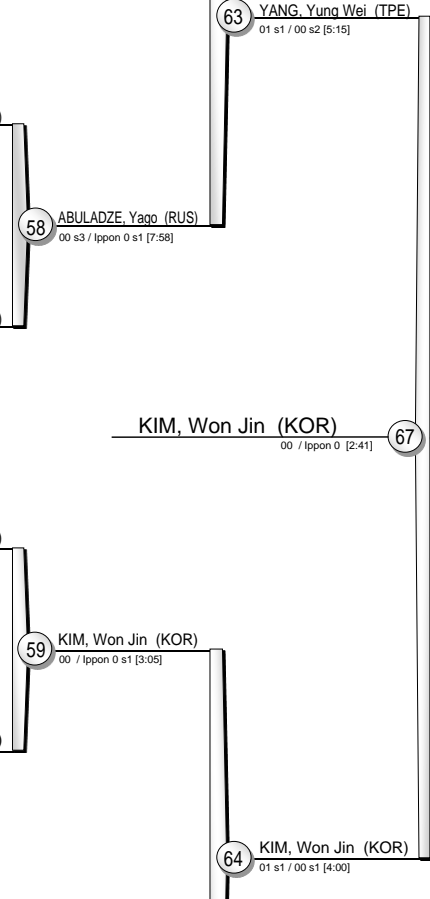 63
YANG, Yung Wei (TPE)
01 s1 / 00 s2 [5:15]
58
ABULADZE, Yago (RUS)
00 s3 / Ippon 0 s1 [7:58]
KIM, Won Jin (KOR)
00 / Ippon 0 [2:41]
67
59
KIM, Won Jin (KOR)
00 / Ippon 0 s1 [3:05]
64
KIM, Won Jin (KOR)
01 s1 / 00 s1 [4:00]